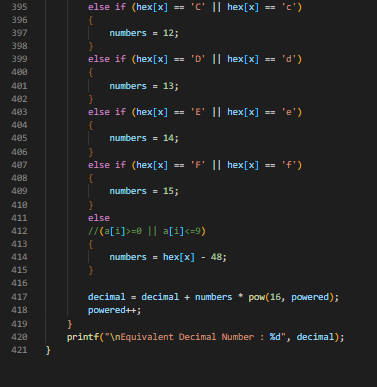 395 else if (hex[x] == 'C' || hex[x] == 'c')
396 {
397 numbers = 12;
398 }
399 else if (hex[x] == 'D' || hex[x] == 'd')
400 {
401 numbers = 13;
402 }
403 else if (hex[x] == 'E' || hex[x] == 'e')
404 {
405 numbers = 14;
406 }
407 else if (hex[x] == 'F' || hex[x] == 'f')
408 {
409 numbers = 15;
410 }
411 else
412 //(a[i]>=0 || a[i]<=9)
413 {
414 numbers = hex[x] - 48;
415 }
416
417 decimal = decimal + numbers * pow(16, powered);
418 powered++;
419 }
420 printf("\nEquivalent Decimal Number : %d", decimal);
421 }